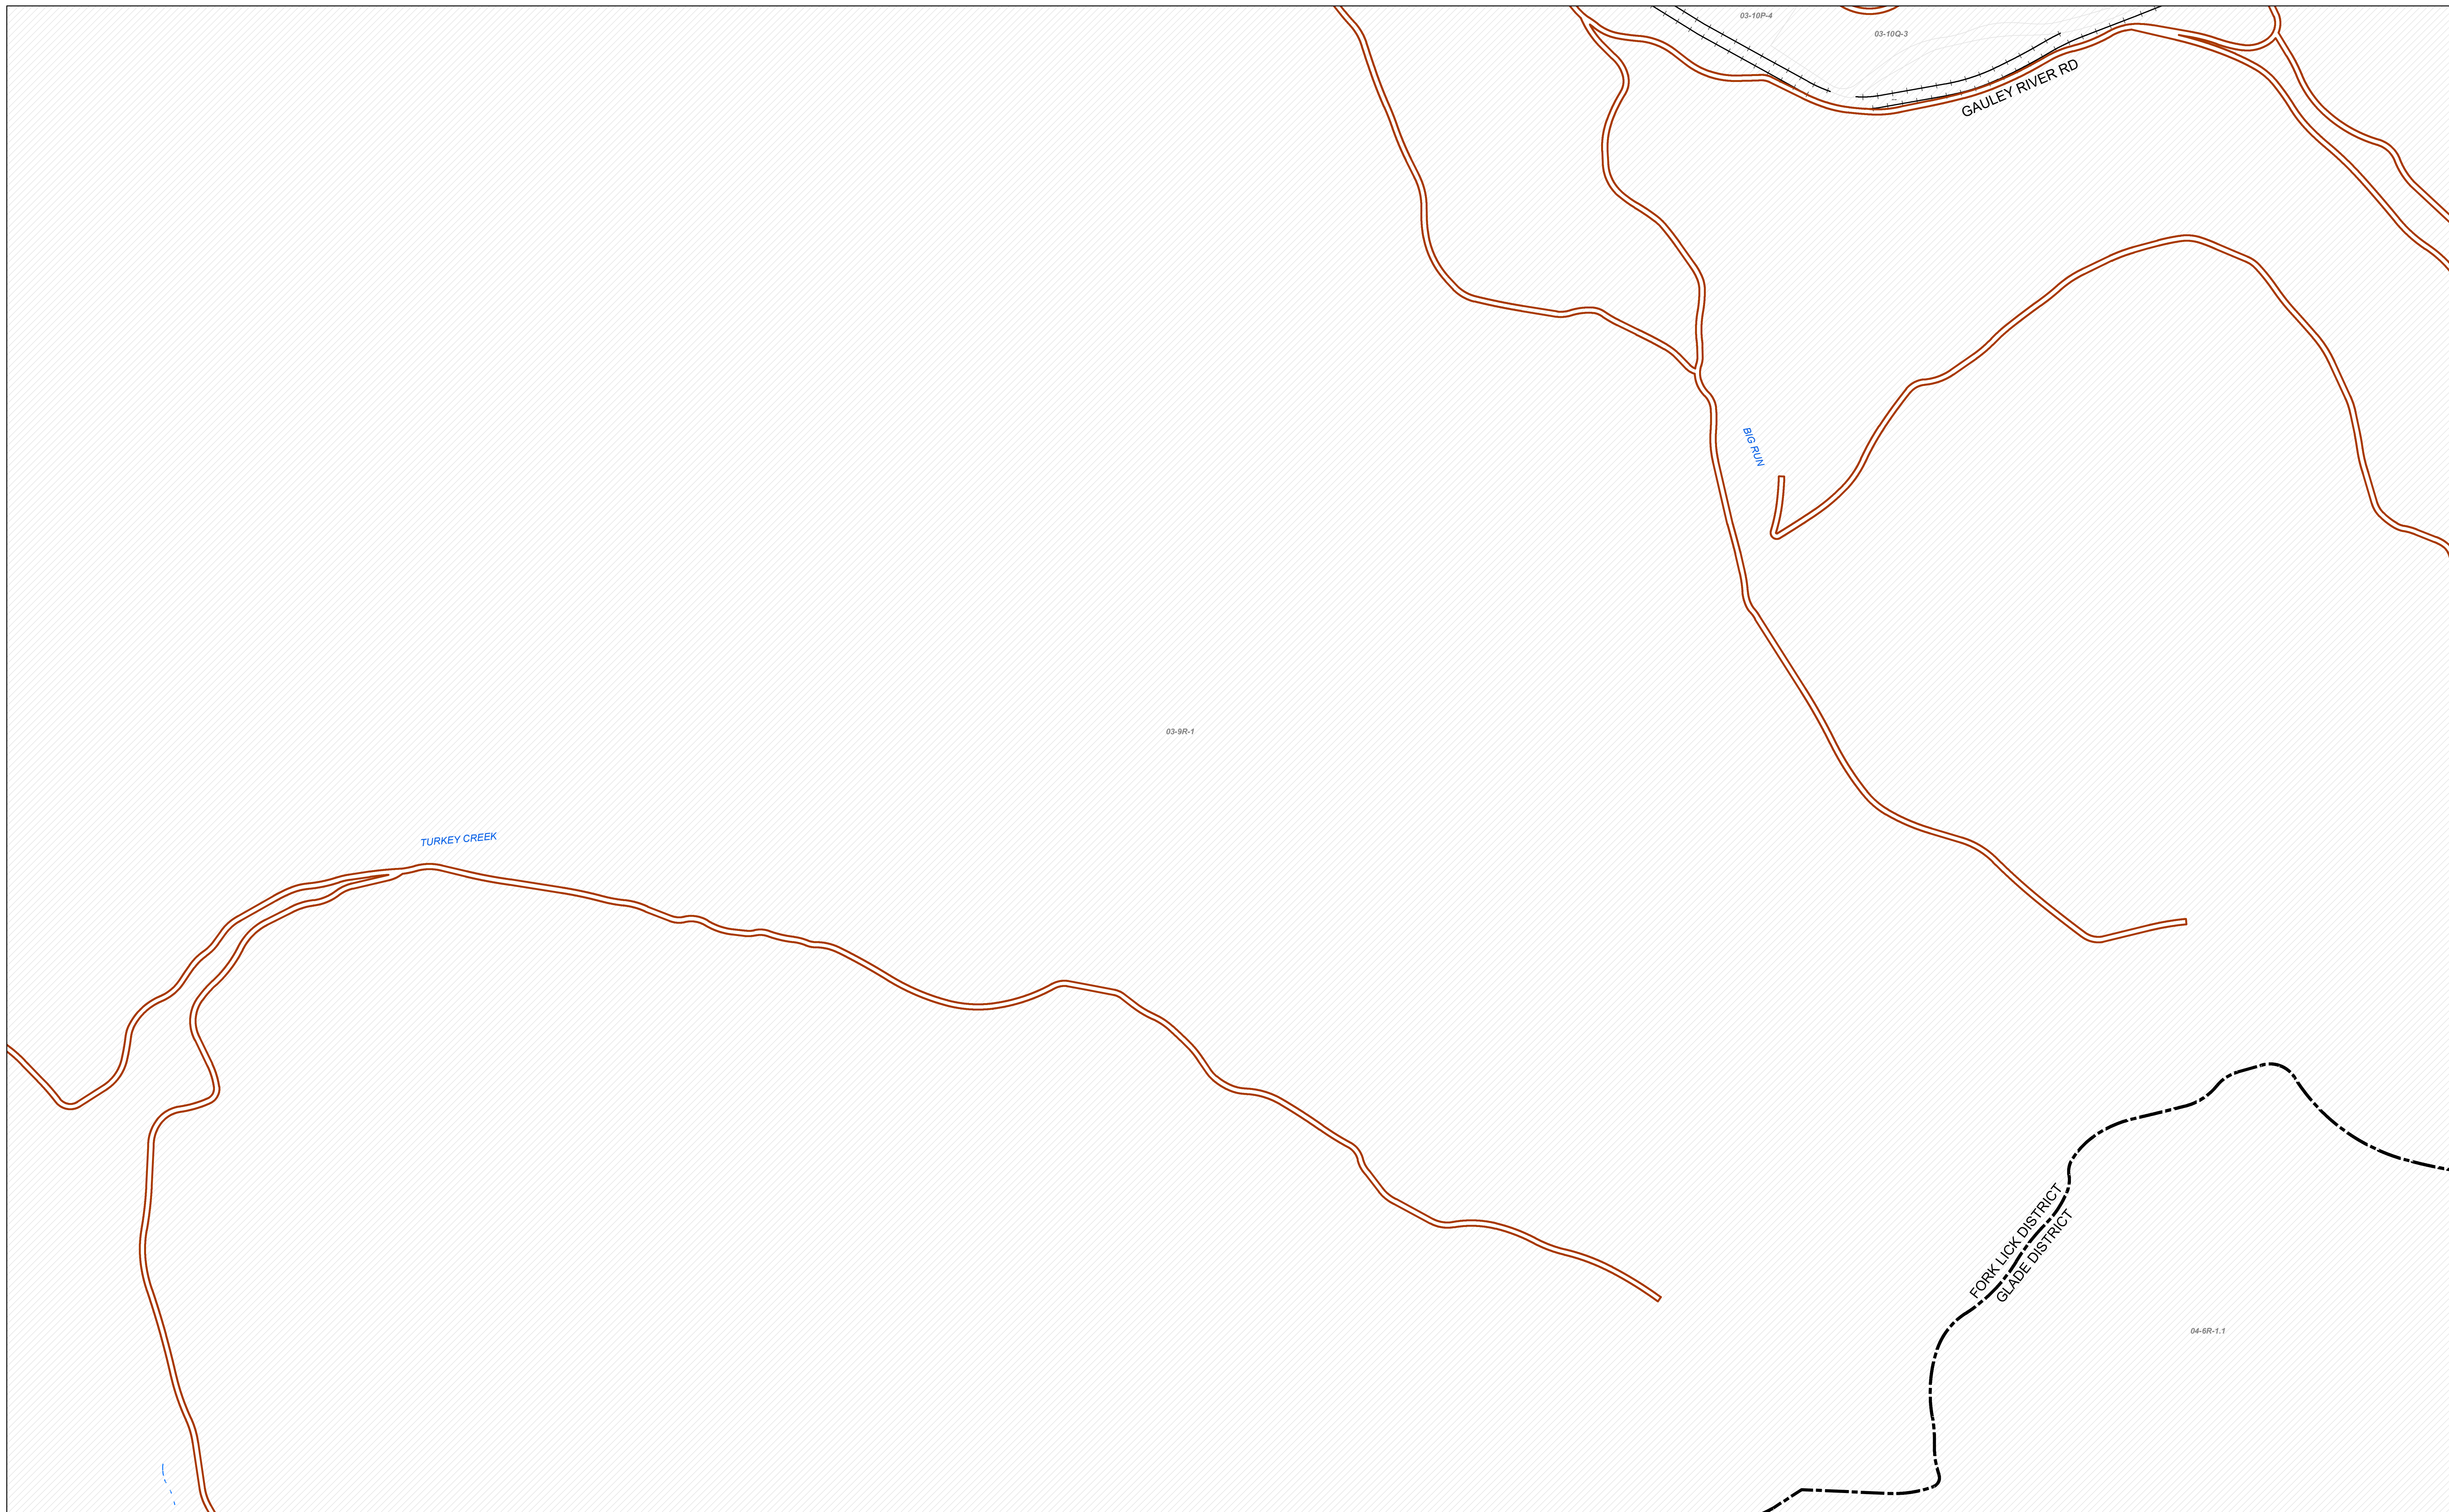 03-10P-4
03-10Q-3
GAULEY RIVER RD
BIG RUN
03-9R-1
TURKEY CREEK
FORK LICK DISTRICT
GLADE DISTRICT
04-6R-1.1